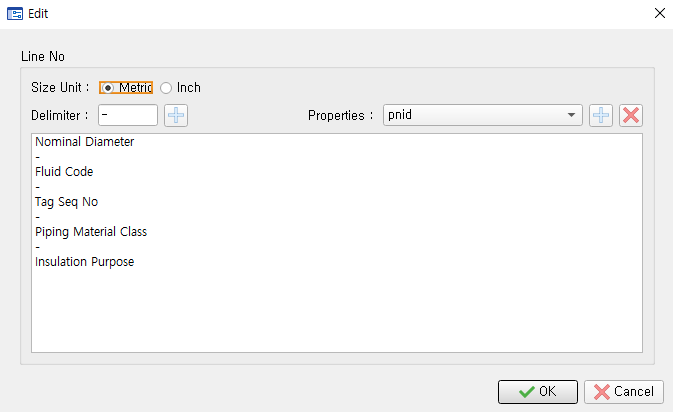 Edit
Line No
Size Unit : Metric Inch
Delimiter : - Properties : pnid
Nominal Diameter
-
Fluid Code
-
Tag Seq No
-
Piping Material Class
-
Insulation Purpose
OK Cancel